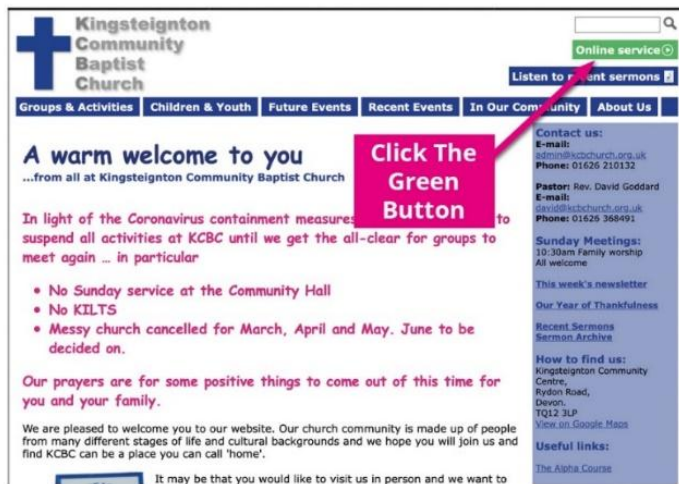 Kingsteignton
Community
Baptist
Church
Online service
Listen to recent sermons
Groups & Activities Children & Youth Future Events Recent Events In Our Community About Us
Click The
Green
Button
A warm welcome to you
...from all at Kingsteignton Community Baptist Church
In light of the Coronavirus containment measures to
suspend all activities at KCBC until we get the all-clear for groups to
meet again … in particular
• No Sunday service at the Community Hall
• No KILTS
• Messy church cancelled for March, April and May. June to be
decided on.
Our prayers are for some positive things to come out of this time for
you and your family.
We are pleased to welcome you to our website. Our church community is made up of people
from many different stages of life and cultural backgrounds and we hope you will join us and
find KCBC can be a place you can call 'home'.
It may be that you would like to visit us in person and we want to
Contact us:
E-mail:
admin@kcbchurch.org.uk
Phone: 01626 210132
Pastor: Rev. David Goddard
E-mail:
david@kcbchurch.org.uk
Phone: 01626 368491
Sunday Meetings:
10:30am Family worship
All welcome
This week's newsletter
Our Year of Thankfulness
Recent Sermons
Sermon Archive
How to find us:
Kingsteignton Community
Centre,
Rydon Road,
Devon.
TQ12 3LP
View on Google Maps
Useful links:
The Alpha Course